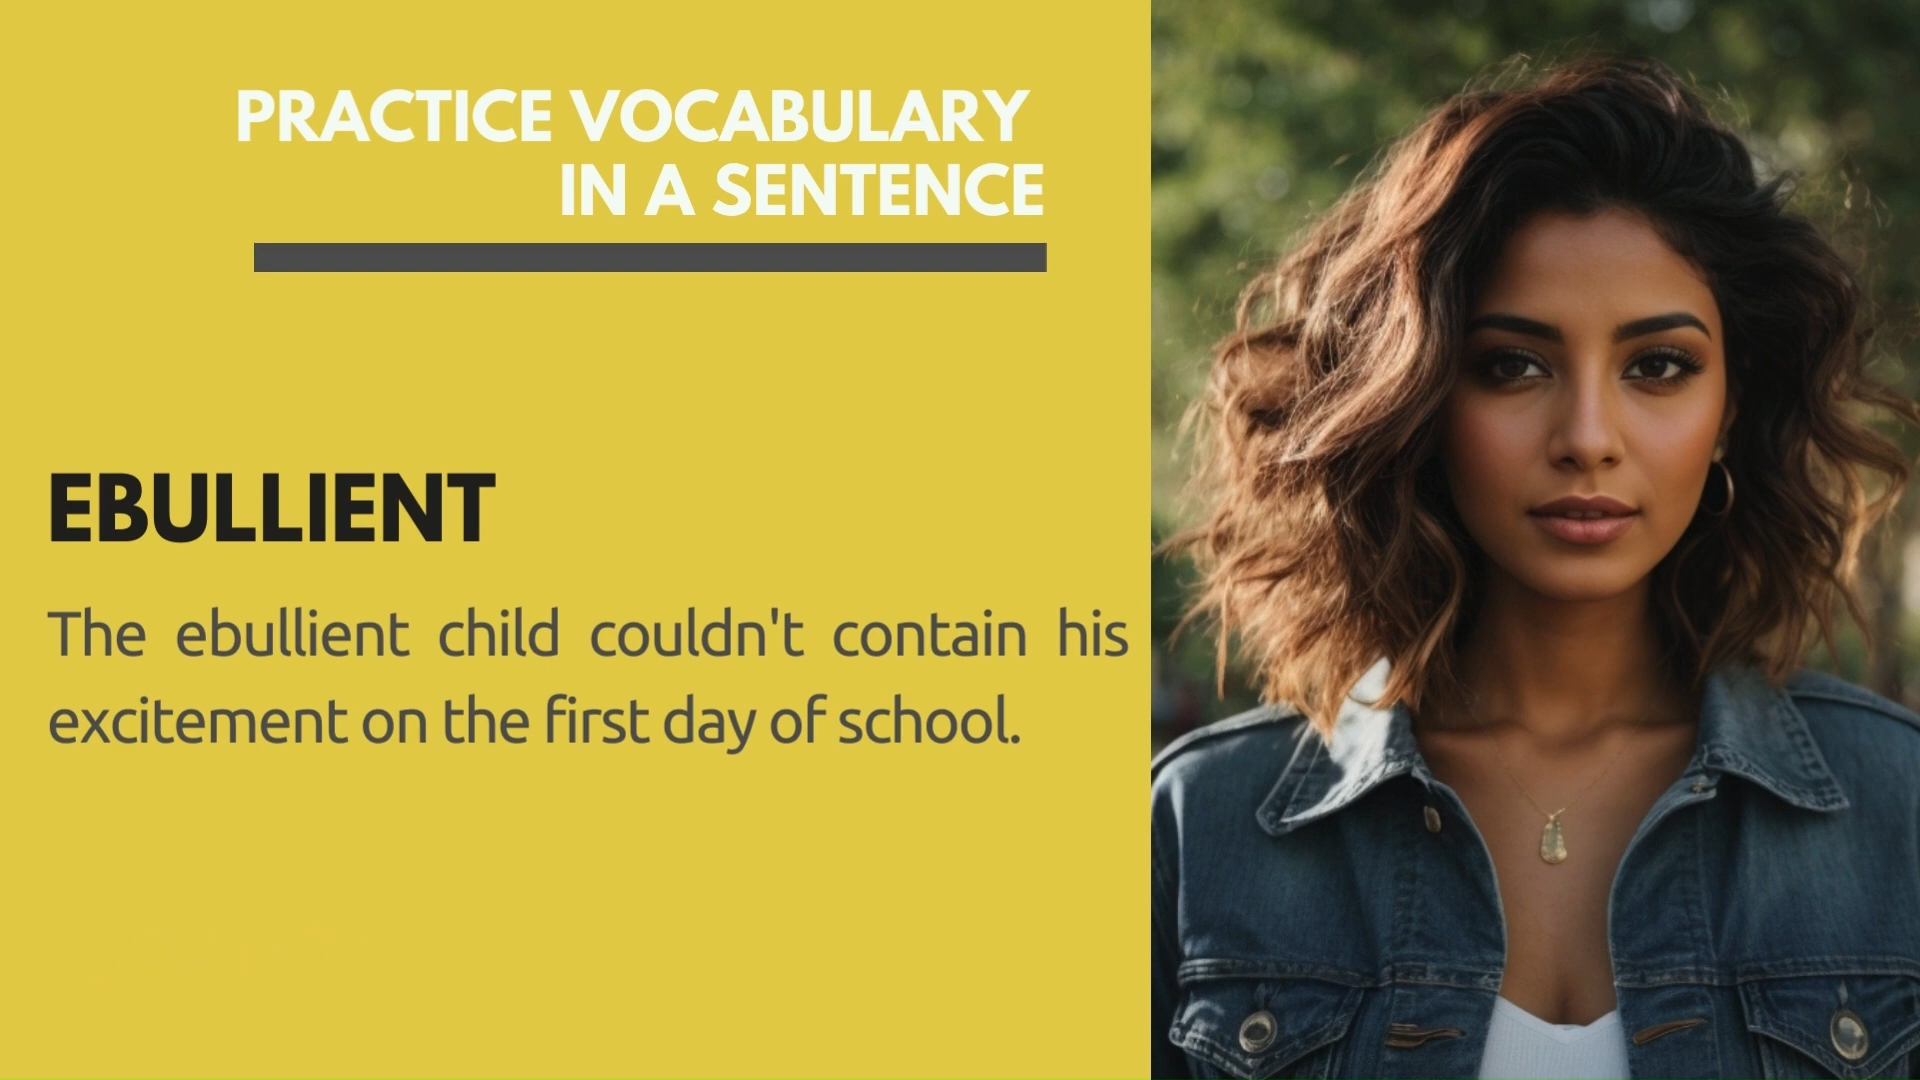 PRACTICE VOCABULARY
IN A SENTENCE
EBULLIENT
The ebullient child couldn't contain his
excitement on the first day of school.